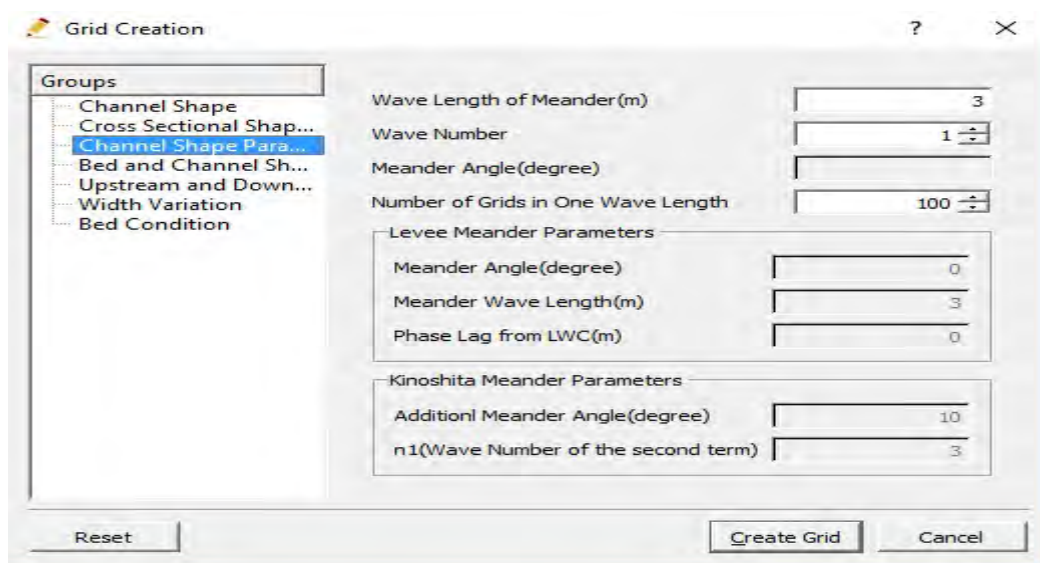 Grid Creation
?
Groups
Channel Shape
Cross Sectional Shap...
Channel Shape Para...
Bed and Channel Sh...
Upstream and Down...
Width Variation
Bed Condition
Wave Length of Meander(m) 3
Wave Number 1
Meander Angle(degree)
Number of Grids in One Wave Length 100
Levee Meander Parameters
Meander Angle(degree) 0
Meander Wave Length(m) 3
Phase Lag from LWC(m) 0
Kinoshita Meander Parameters
Additionl Meander Angle(degree) 10
n1(Wave Number of the second term) 3
Reset Create Grid Cancel